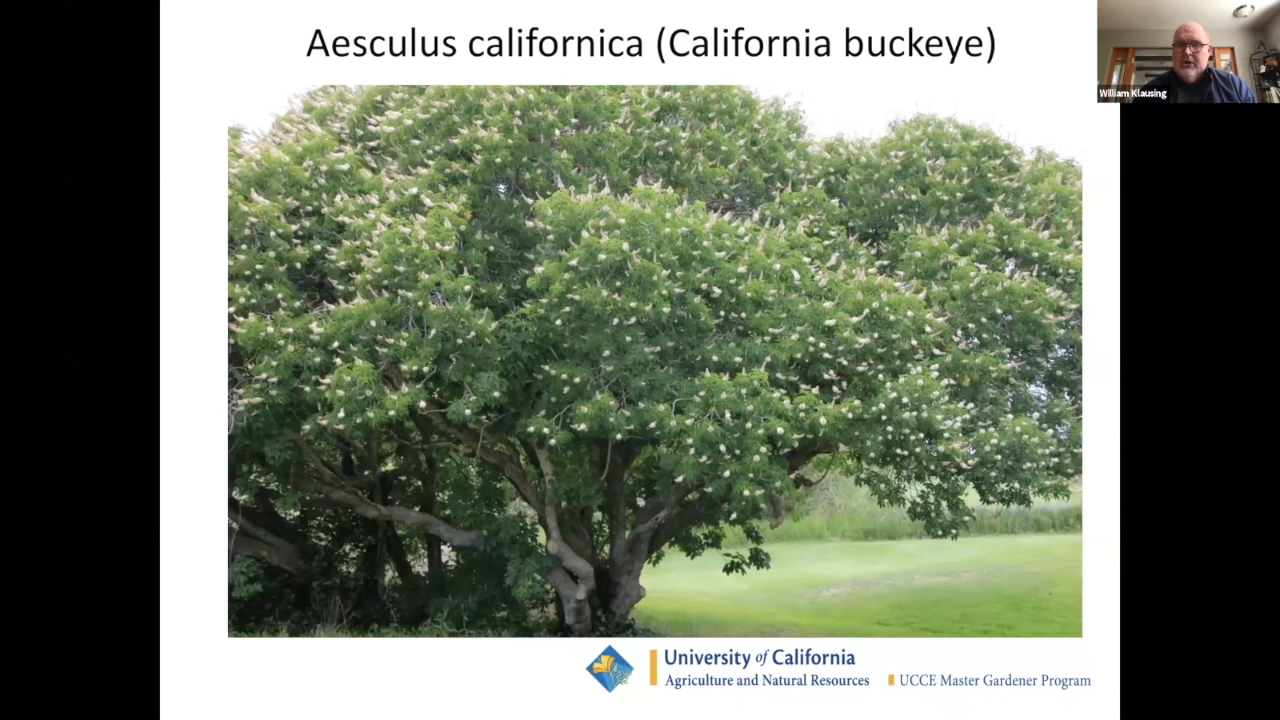 Aesculus californica (California buckeye)
William Klausing
University of California
Agriculture and Natural Resources
UCCE Master Gardener Program